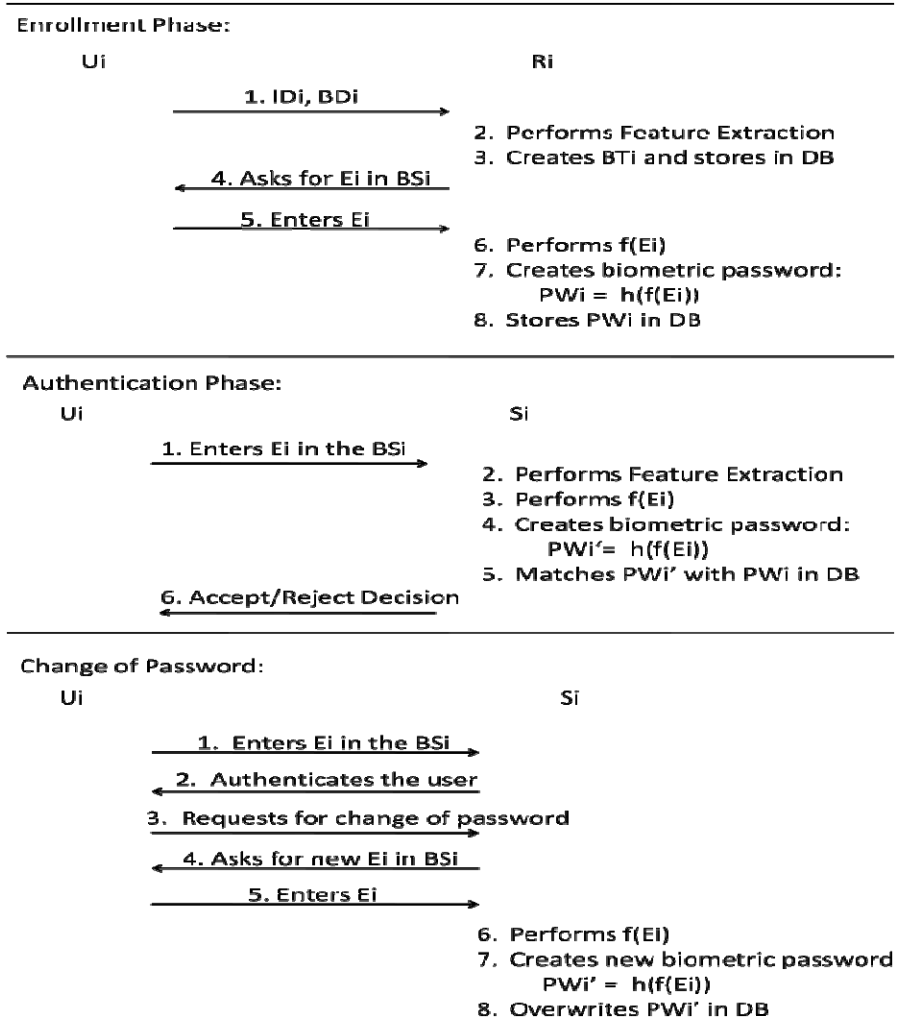 Enrollment Phase:
Ui Ri
1. IDi, BDi
2. Performs Feature Extraction
3. Creates BTi and stores in DB
4. Asks for Ei in BSi
5. Enters Ei
6. Performs f(Ei)
7. Creates biometric password:
PWi = h(f(Ei))
8. Stores PWi in DB
Authentication Phase:
Ui Si
1. Enters Ei in the BSi
2. Performs Feature Extraction
3. Performs f(Ei)
4. Creates biometric password:
PWi'= h(f(Ei))
5. Matches PWi' with PWi in DB
6. Accept/Reject Decision
Change of Password:
Ui Si
1. Enters Ei in the BSi
2. Authenticates the user
3. Requests for change of password
4. Asks for new Ei in BSi
5. Enters Ei
6. Performs f(Ei)
7. Creates new biometric password
PWi' = h(f(Ei))
8. Overwrites PWi' in DB